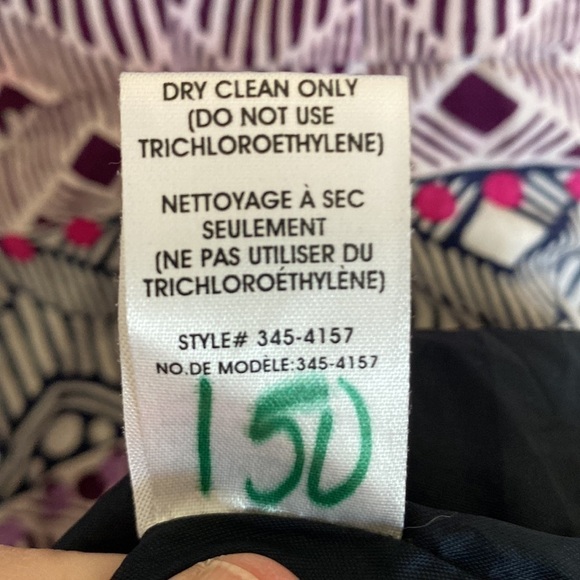 DRY CLEAN ONLY
(DO NOT USE
TRICHLOROETHYLENE)
NETTOYAGE À SEC
SEULEMENT
(NE PAS UTILISER DU
TRICHLOROÉTHYLÈNE)
STYLE# 345-4157
NO.DE MODÈLE:345-4157
150